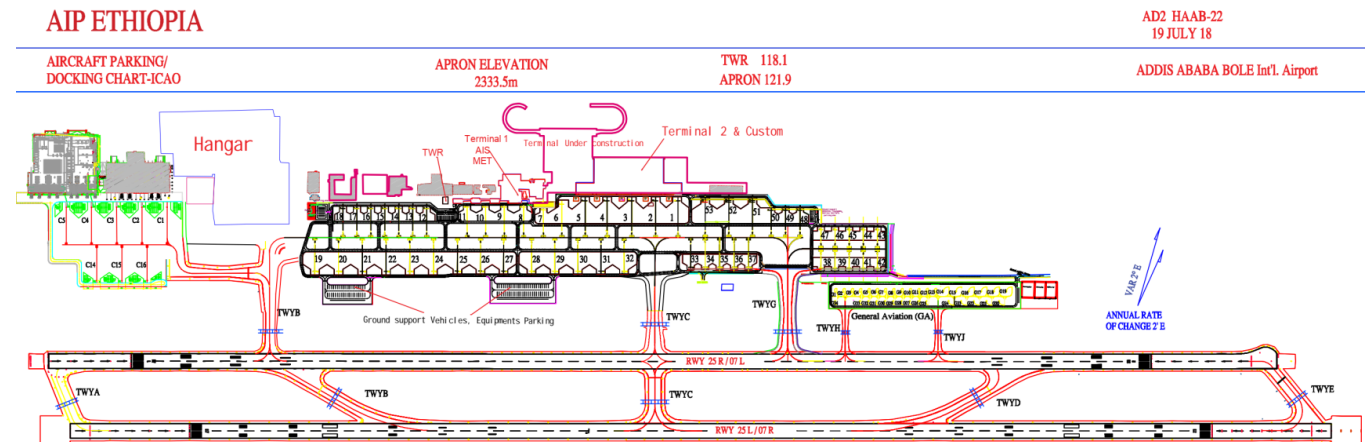 AIP ETHIOPIA
AD2 HAAB-22
19 JULY 18
AIRCRAFT PARKING/
DOCKING CHART-ICAO
APRON ELEVATION
2333.5m
TWR 118.1
APRON 121.9
ADDIS ABABA BOLE Int'l. Airport
Hangar
TWR
Terminal 1
AIS
MET
Terminal Under construction
Terminal 2 & Custom
C5 C4 C3 C2 C1
18 17 16 15 14 13 12 11 10 9 8 7 6 5 4 3 2 1 53 52 51 50 49 48
47 46 45 44 43
19 20 21 22 23 24 25 26 27 28 29 30 31 32 33 34 35 36 37
38 39 40 41 42
C14 C15 C16
TWYB
Ground support Vehicles, Equipments Parking
TWYC
TWYG
TWYH
General Aviation (GA)
TWYJ
VAR.2° E
ANNUAL RATE
OF CHANGE 2' E
RWY 25 R / 07 L
TWYA
TWYB
TWYC
TWYD
TWYE
RWY 25 L / 07 R